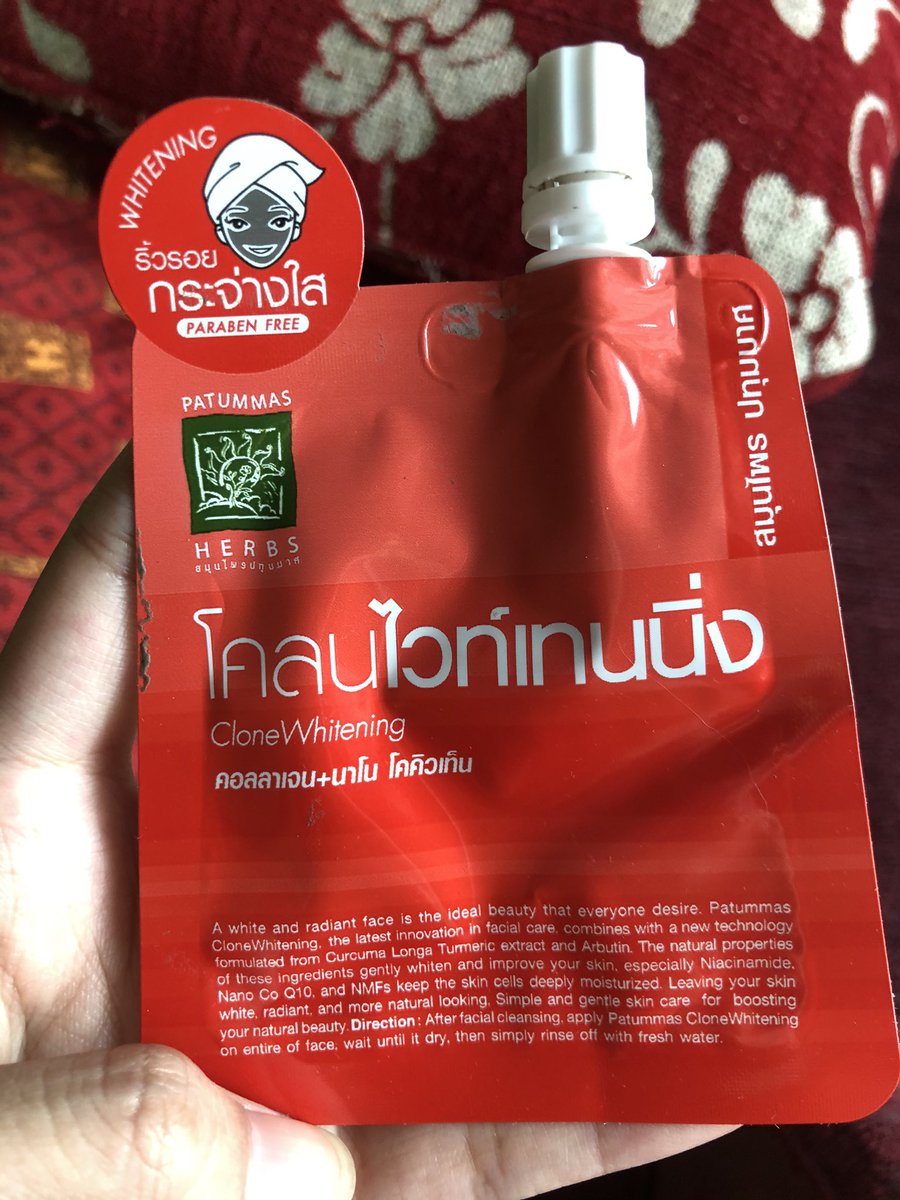 WHITENING
ริ้วรอย
กระจ่างใส
PARABEN FREE
PATUMMAS
HERBS
สมุนไพรปทุมมาศ
สมุนไพร ปทุมมาศ
โคลนไวท์เทนนิ่ง
CloneWhitening
คอลลาเจน+นาโน โคคิวเท็น
A white and radiant face is the ideal beauty that everyone desire. Patummas
CloneWhitening, the latest innovation in facial care, combines with a new technology
formulated from Curcuma Longa Turmeric extract and Arbutin. The natural properties
of these ingredients gently whiten and improve your skin, especially Niacinamide,
Nano Co Q10, and NMFs keep the skin cells deeply moisturized. Leaving your skin
white, radiant, and more natural looking. Simple and gentle skin care for boosting
your natural beauty. Direction : After facial cleansing, apply Patummas CloneWhitening
on entire of face, wait until it dry, then simply rinse off with fresh water.